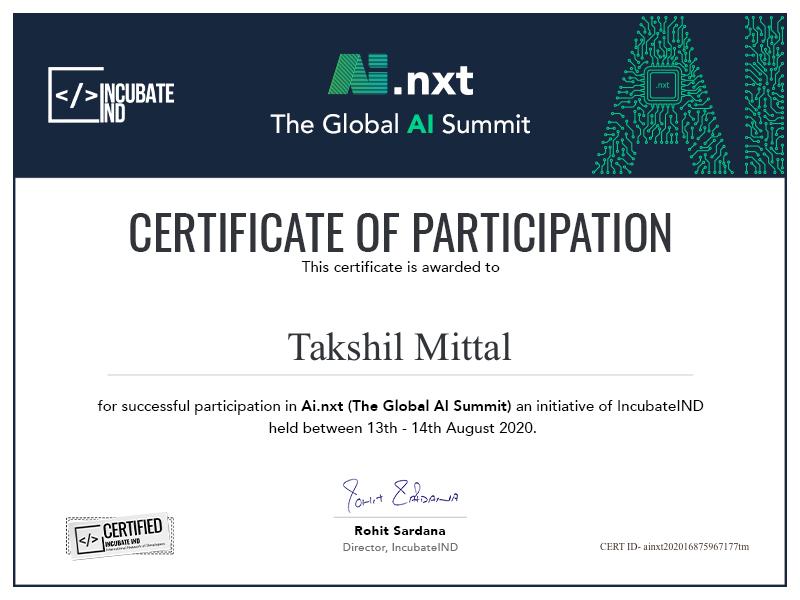 </>INCUBATE
IND
Ai.nxt
The Global AI Summit
.nxt
AI
CERTIFICATE OF PARTICIPATION
This certificate is awarded to
Takshil Mittal
for successful participation in Ai.nxt (The Global AI Summit) an initiative of IncubateIND
held between 13th - 14th August 2020.
Rohit Sardana
Rohit Sardana
Director, IncubateIND
</> CERTIFIED
INCUBATE IND
International Network of Developers
CERT ID- ainxt202016875967177tm